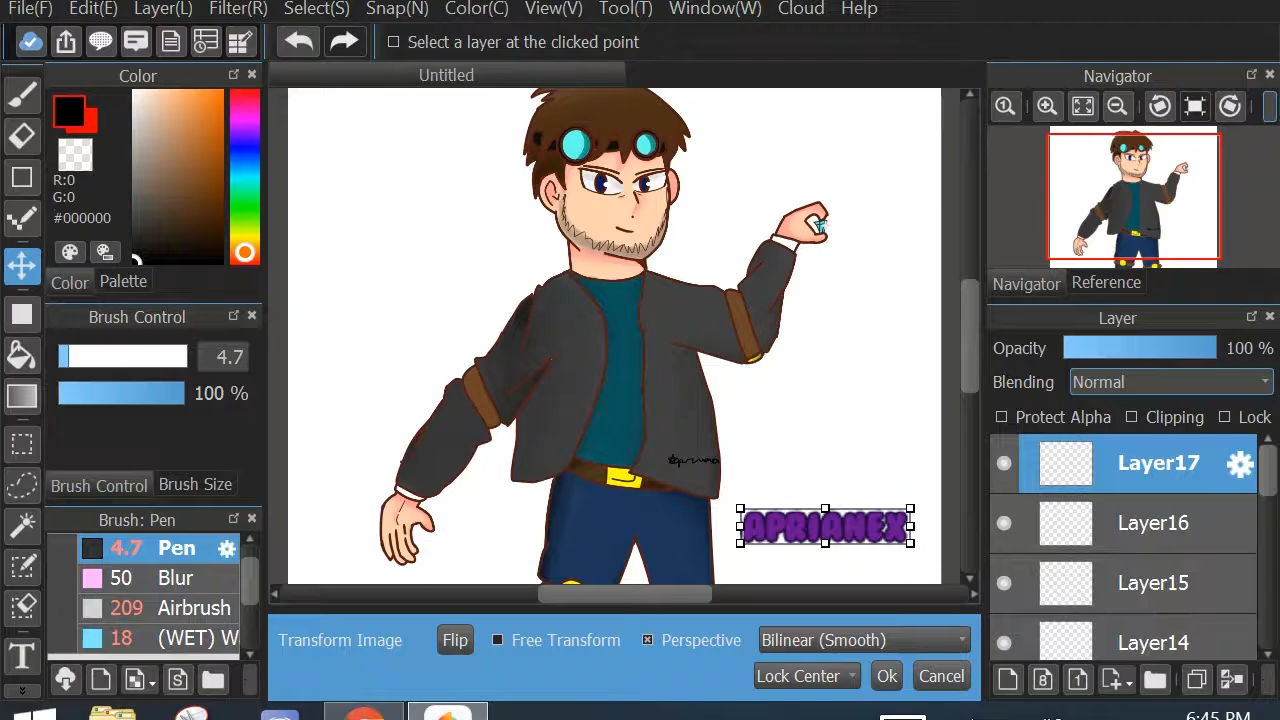 File(F) Edit(E) Layer(L) Filter(R) Select(S) Snap(N) Color(C) View(V) Tool(T) Window(W) Cloud Help
Select a layer at the clicked point
Color
R:0
G:0
#000000
Color Palette
Brush Control
4.7
100 %
Brush Control Brush Size
Brush: Pen
4.7 Pen
50 Blur
209 Airbrush
18 (WET) W
T
Untitled
APRIANEX
Transform Image Flip Free Transform Perspective Bilinear (Smooth)
Lock Center Ok Cancel
Navigator
Navigator Reference
Layer
Opacity 100 %
Blending Normal
Protect Alpha Clipping Lock
Layer17
Layer16
Layer15
Layer14
6:45 PM